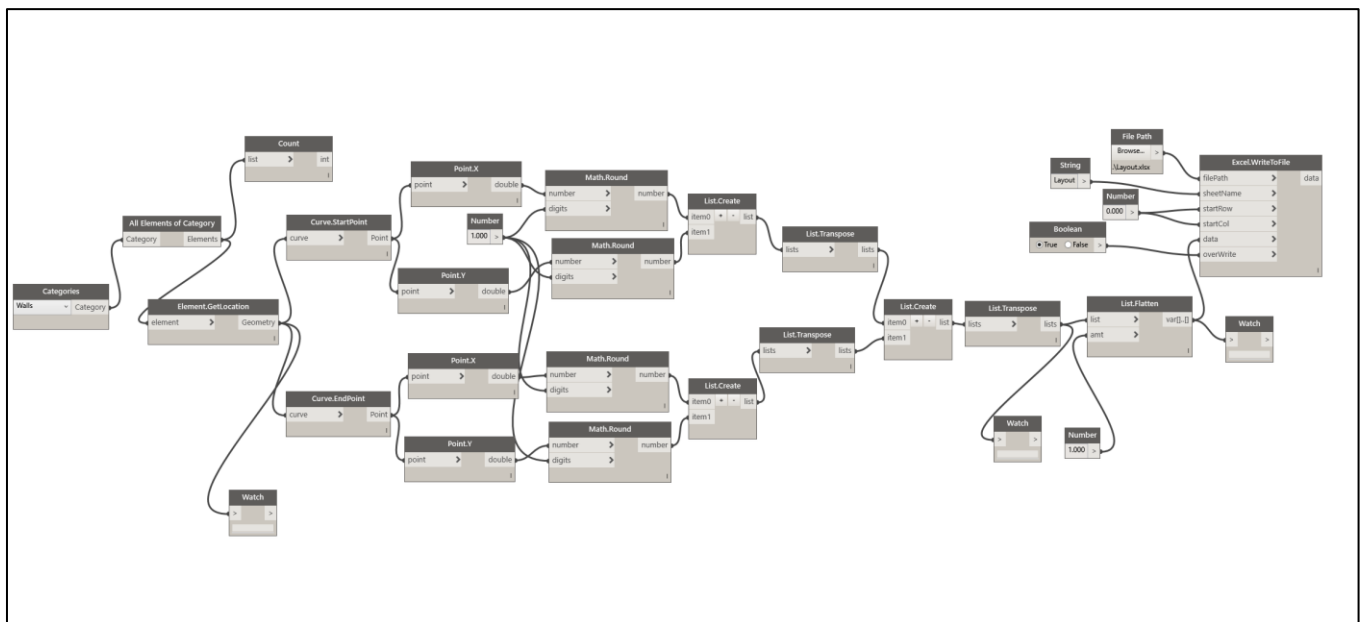 Count
list > int
All Elements of Category
Category Elements
Categories
Walls Category
Element.GetLocation
element > Geometry
Curve.StartPoint
curve > Point
Curve.EndPoint
curve > Point
Watch
> >
Point.X
point > double
Number
1.000 >
Point.Y
point > double
Point.X
point > double
Point.Y
point > double
Math.Round
number > number
digits >
Math.Round
number > number
digits >
Math.Round
number > number
digits >
Math.Round
number > number
digits >
List.Create
item0 + - list
item1
List.Create
item0 + - list
item1
List.Transpose
lists > lists
List.Transpose
lists > lists
List.Create
item0 + - list
item1
List.Transpose
lists > lists
Watch
> >
Number
1.000 >
List.Flatten
list > var[]..[]
amt >
Watch
> >
File Path
Browse... >
.\Layout.xlsx
String
Layout >
Number
0.000 >
Boolean
True False >
Excel.WriteToFile
filePath > data
sheetName >
startRow >
startCol >
data >
overWrite >